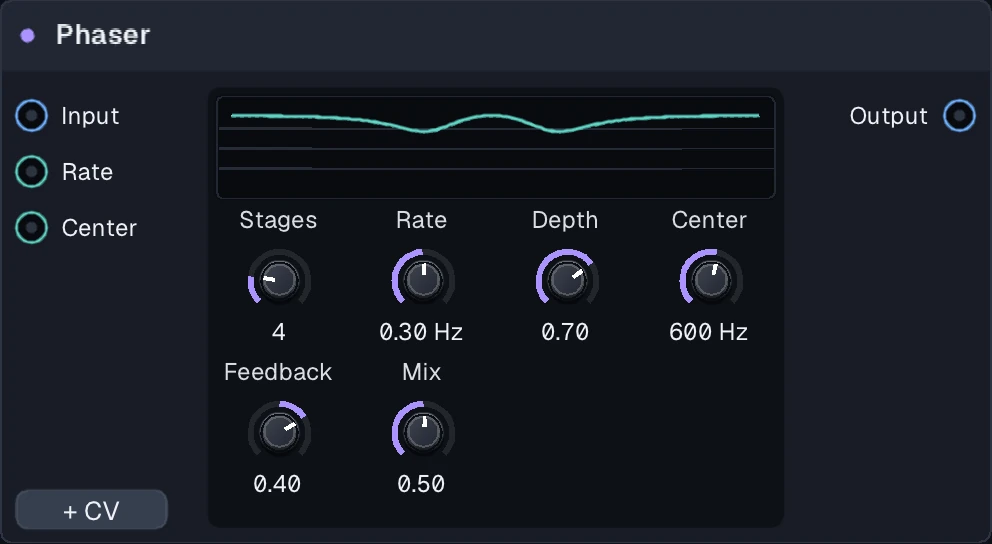 Phaser
Input
Rate
Center
Output
Stages Rate Depth Center
4 0.30 Hz 0.70 600 Hz
Feedback Mix
0.40 0.50
+ CV